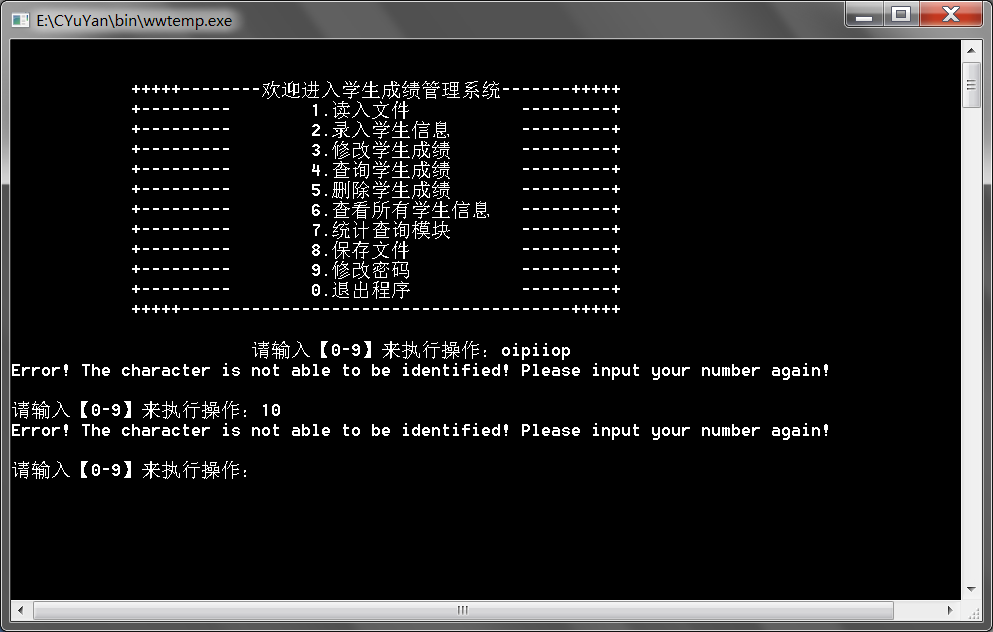 E:\CYuYan\bin\wwtemp.exe
+++++--------欢迎进入学生成绩管理系统-------+++++
+---------        1.读入文件           ---------+
+---------        2.录入学生信息       ---------+
+---------        3.修改学生成绩       ---------+
+---------        4.查询学生成绩       ---------+
+---------        5.删除学生成绩       ---------+
+---------        6.查看所有学生信息   ---------+
+---------        7.统计查询模块       ---------+
+---------        8.保存文件           ---------+
+---------        9.修改密码           ---------+
+---------        0.退出程序           ---------+
+++++---------------------------------------+++++
请输入【0-9】来执行操作：oipiiop
Error! The character is not able to be identified! Please input your number again!
请输入【0-9】来执行操作：10
Error! The character is not able to be identified! Please input your number again!
请输入【0-9】来执行操作：